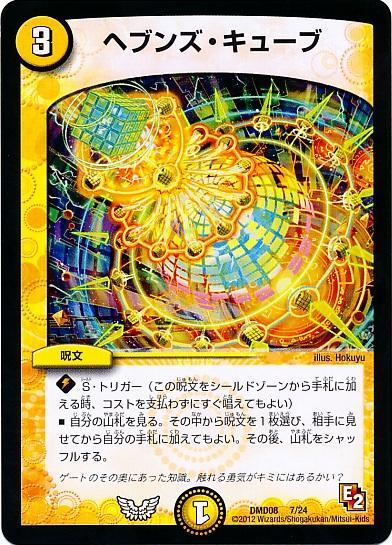 3
ヘブンズ・キューブ
呪文
illus. Hokuyu
S・トリガー（この呪文をシールドゾーンから手札に加
える時、コストを支払わずにすぐ唱えてもよい）
■ 自分の山札を見る。その中から呪文を1枚選び、相手に見
せてから自分の手札に加えてもよい。その後、山札をシャッ
フルする。
ゲートのその奥にあった知識。触れる勇気がキミにはあるかい？
1
DMD08 7/24
©2012 Wizards/Shogakukan/Mitsui-Kids
E2